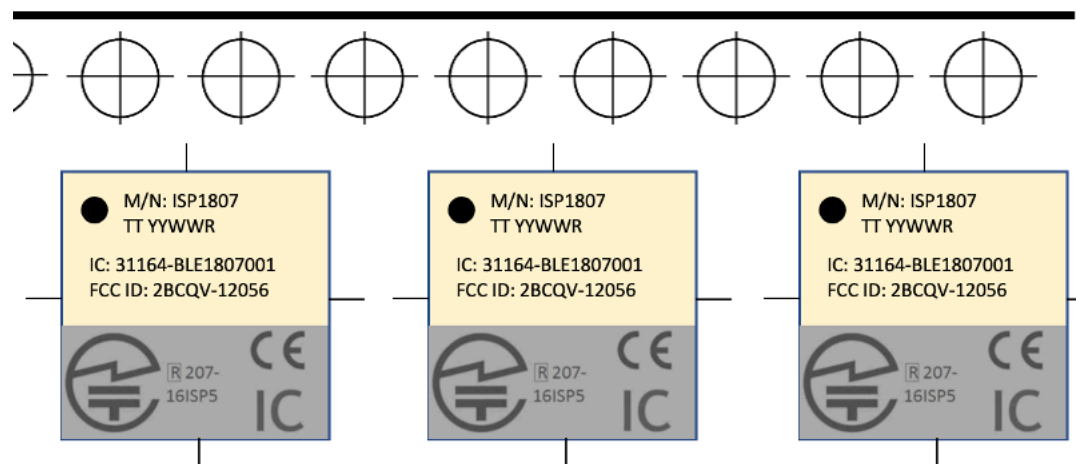 M/N: ISP1807
TT YYWWR
IC: 31164-BLE1807001
FCC ID: 2BCQV-12056
R 207-
16ISP5
CE
IC
M/N: ISP1807
TT YYWWR
IC: 31164-BLE1807001
FCC ID: 2BCQV-12056
R 207-
16ISP5
CE
IC
M/N: ISP1807
TT YYWWR
IC: 31164-BLE1807001
FCC ID: 2BCQV-12056
R 207-
16ISP5
CE
IC